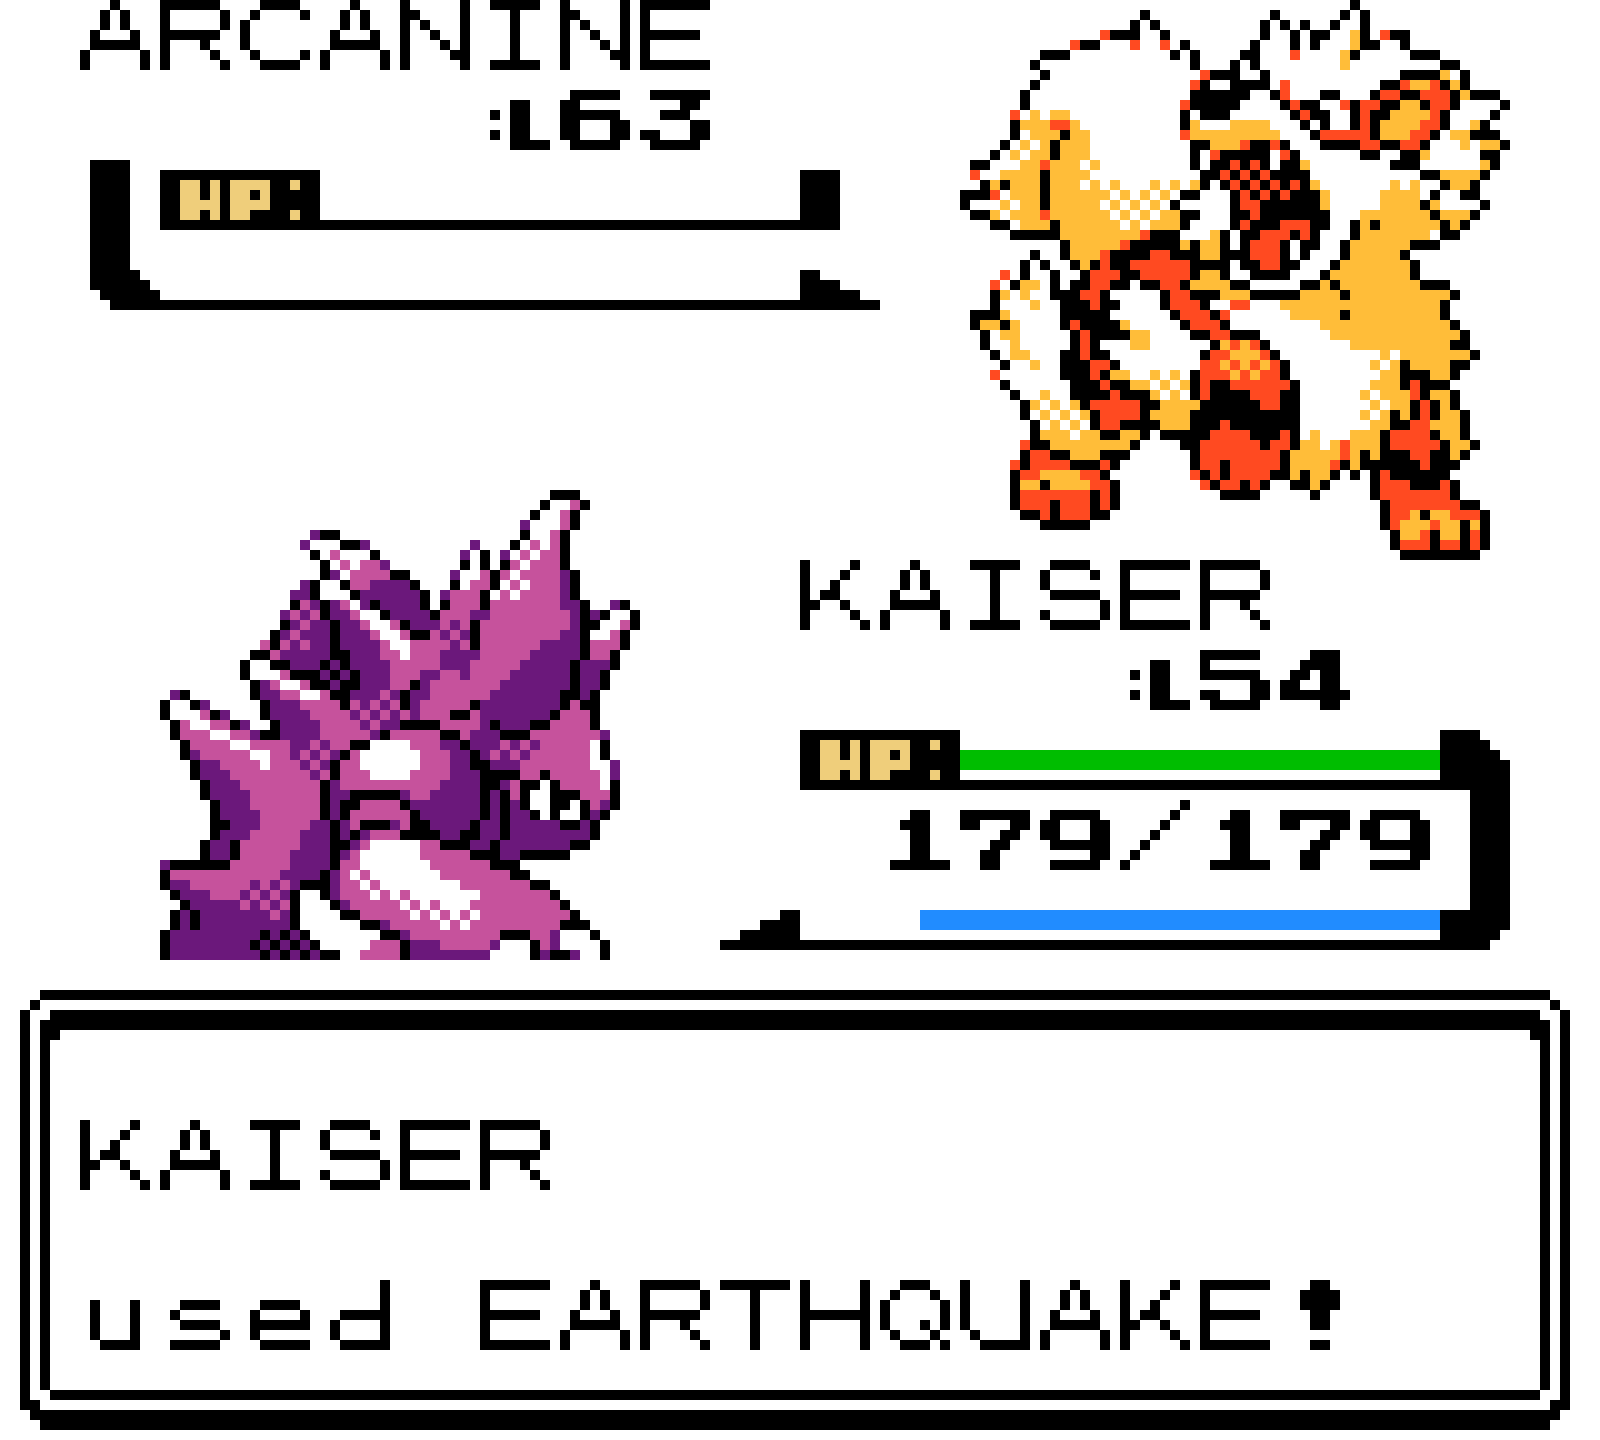 ARCANINE
:L63
HP:
KAISER
:L54
HP:
179/179
KAISER
used EARTHQUAKE!